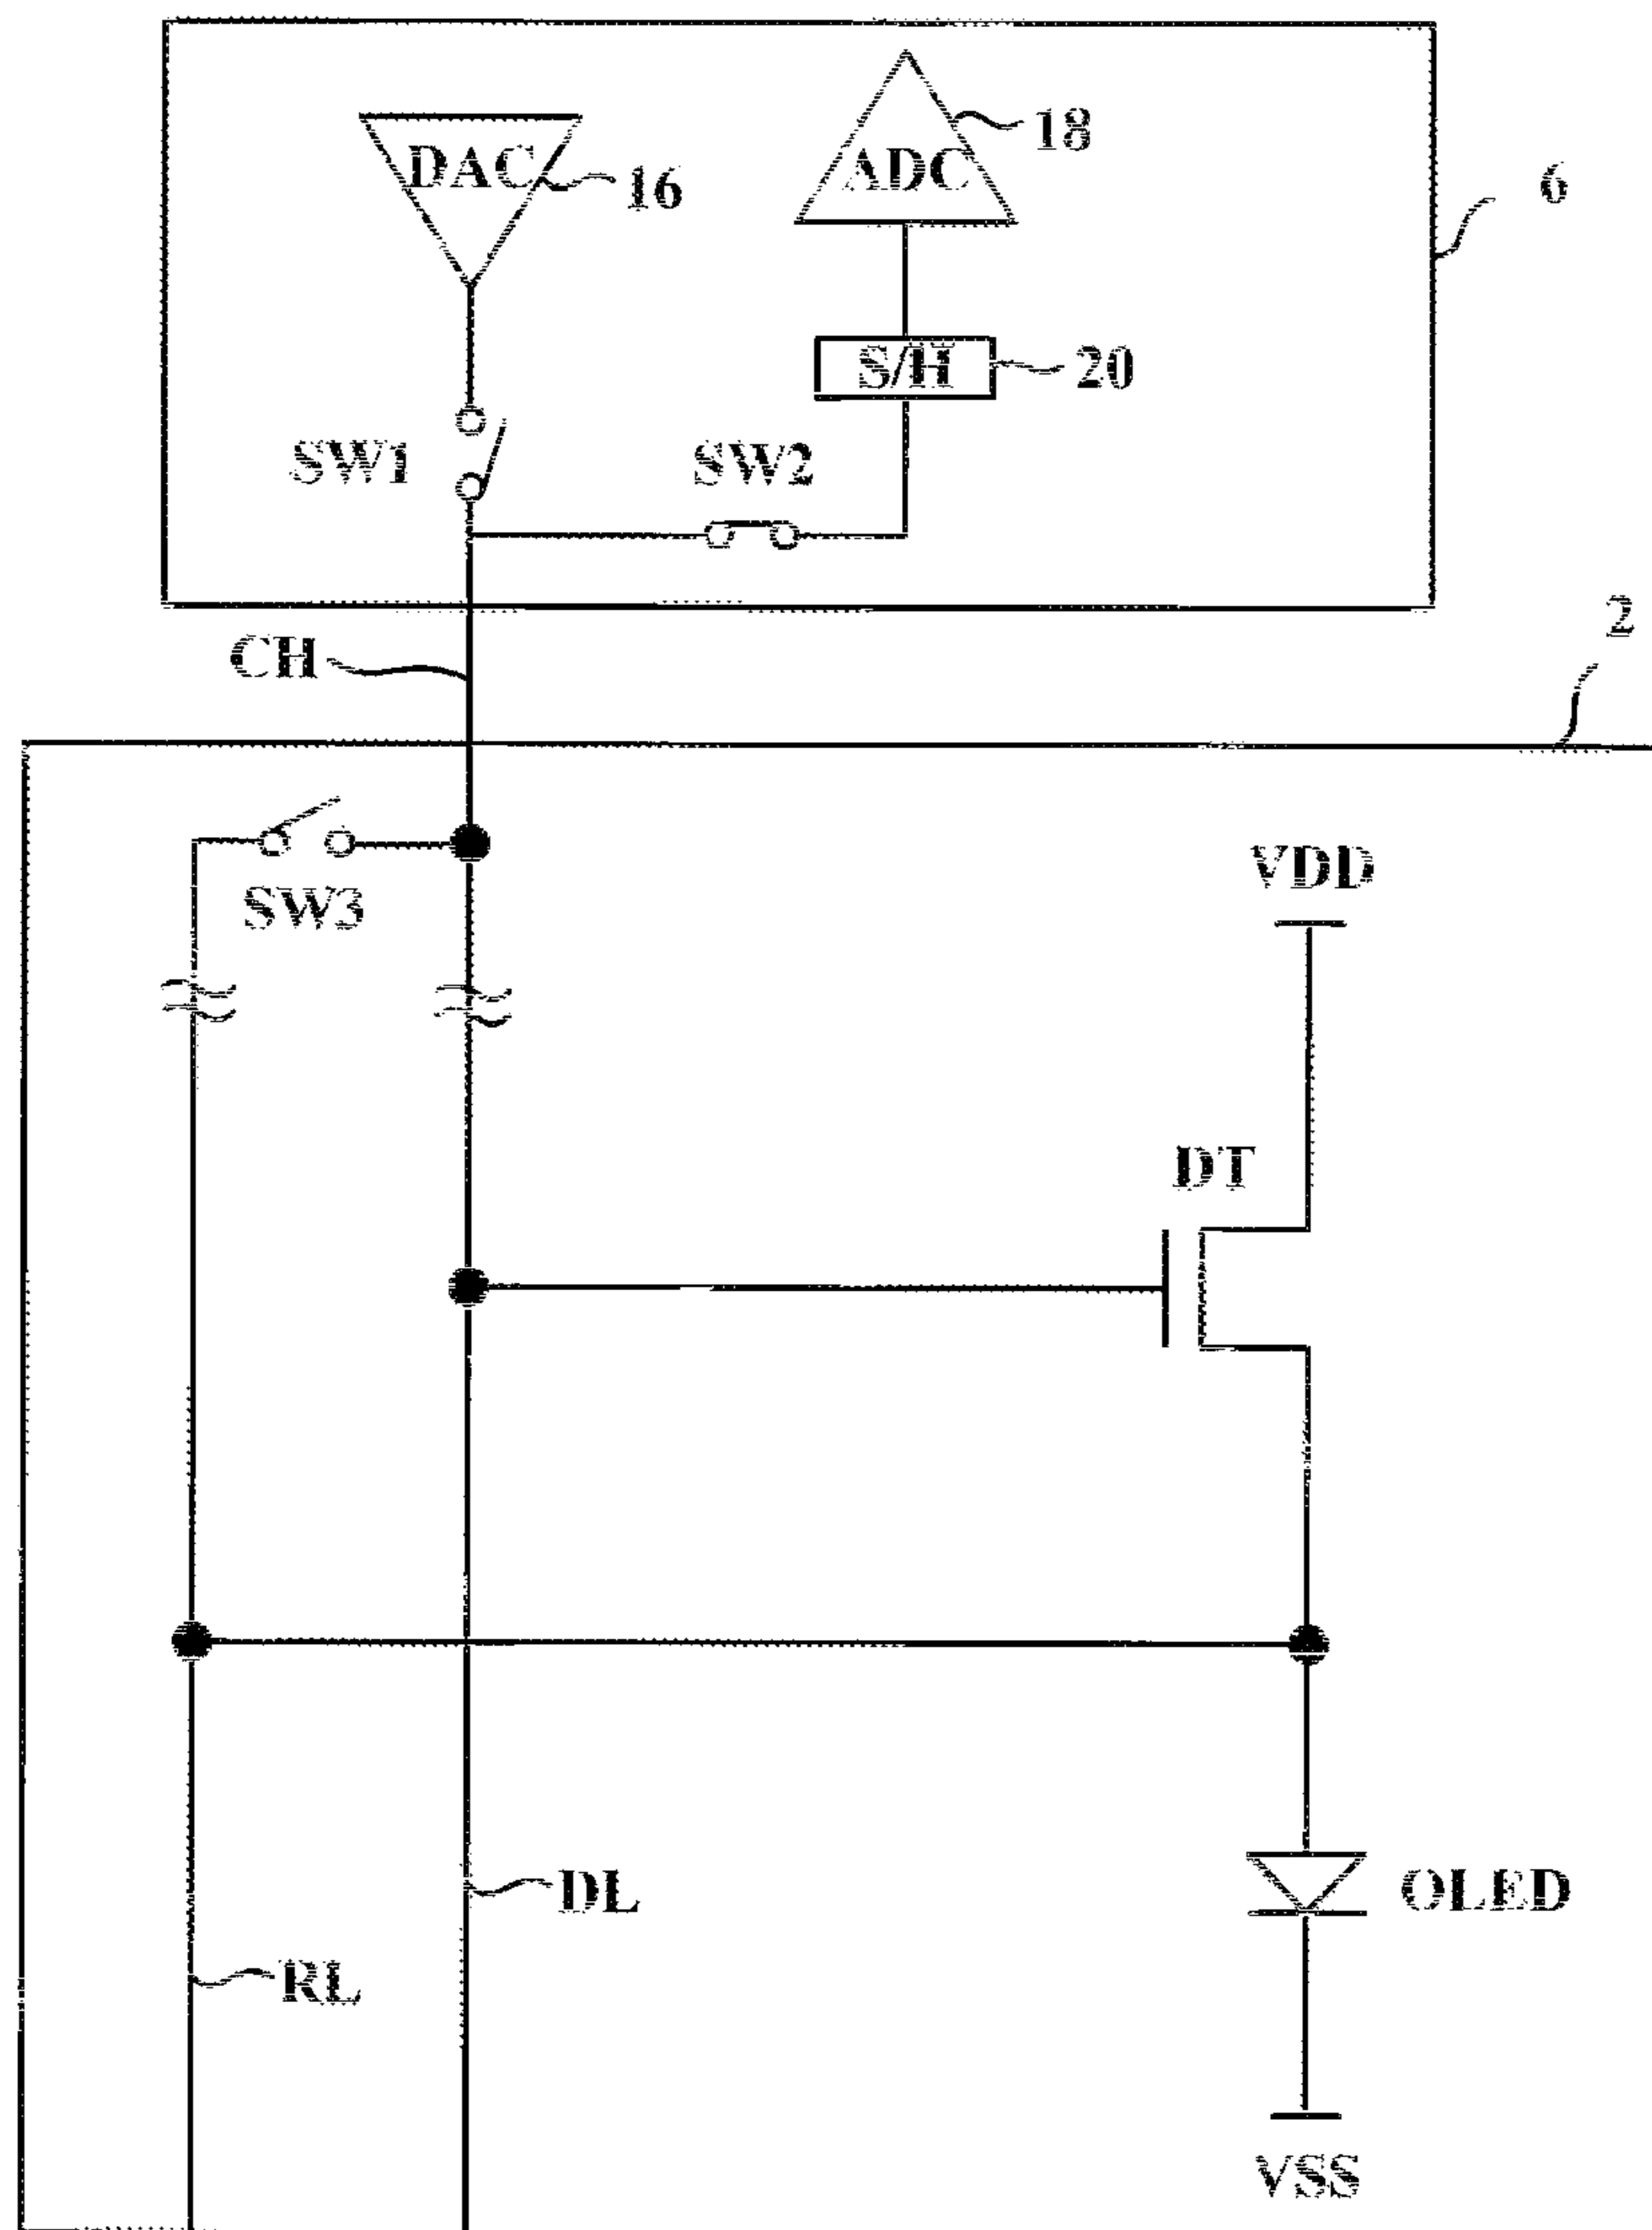 DAC
16
ADC
18
6
S/H
20
SW1
SW2
CH
2
SW3
VDD
DT
DL
OLED
RL
VSS